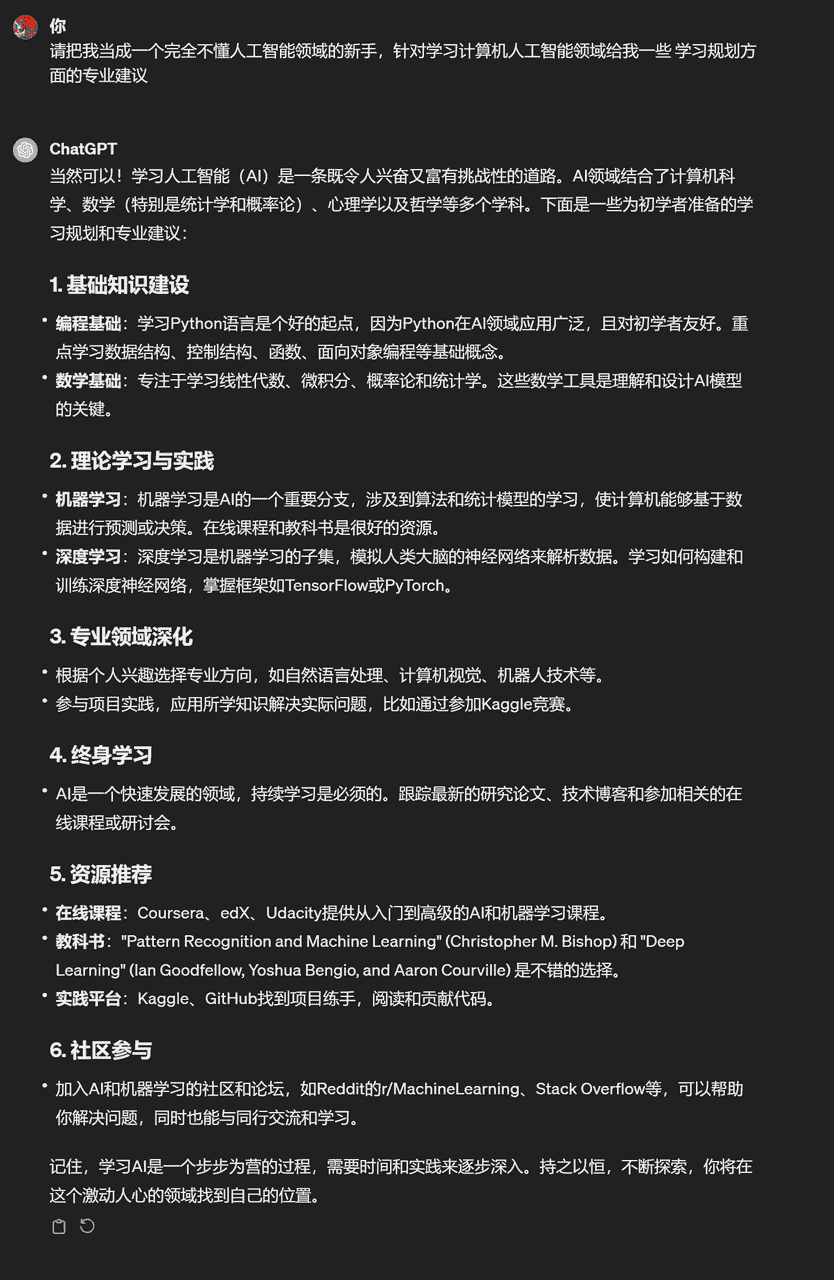 你
请把我当成一个完全不懂人工智能领域的新手，针对学习计算机人工智能领域给我一些 学习规划方
面的专业建议
ChatGPT
当然可以！学习人工智能（AI）是一条既令人兴奋又富有挑战性的道路。AI领域结合了计算机科
学、数学（特别是统计学和概率论）、心理学以及哲学等多个学科。下面是一些为初学者准备的学
习规划和专业建议：
1. 基础知识建设
• 编程基础：学习Python语言是个好的起点，因为Python在AI领域应用广泛，且对初学者友好。重
点学习数据结构、控制结构、函数、面向对象编程等基础概念。
• 数学基础：专注于学习线性代数、微积分、概率论和统计学。这些数学工具是理解和设计AI模型
的关键。
2. 理论学习与实践
• 机器学习：机器学习是AI的一个重要分支，涉及到算法和统计模型的学习，使计算机能够基于数
据进行预测或决策。在线课程和教科书是很好的资源。
• 深度学习：深度学习是机器学习的子集，模拟人类大脑的神经网络来解析数据。学习如何构建和
训练深度神经网络，掌握框架如TensorFlow或PyTorch。
3. 专业领域深化
• 根据个人兴趣选择专业方向，如自然语言处理、计算机视觉、机器人技术等。
• 参与项目实践，应用所学知识解决实际问题，比如通过参加Kaggle竞赛。
4. 终身学习
• AI是一个快速发展的领域，持续学习是必须的。跟踪最新的研究论文、技术博客和参加相关的在
线课程或研讨会。
5. 资源推荐
• 在线课程：Coursera、edX、Udacity提供从入门到高级的AI和机器学习课程。
• 教科书："Pattern Recognition and Machine Learning" (Christopher M. Bishop) 和 "Deep
Learning" (Ian Goodfellow, Yoshua Bengio, and Aaron Courville) 是不错的选择。
• 实践平台：Kaggle、GitHub找到项目练手，阅读和贡献代码。
6. 社区参与
• 加入AI和机器学习的社区和论坛，如Reddit的r/MachineLearning、Stack Overflow等，可以帮助
你解决问题，同时也能与同行交流和学习。
记住，学习AI是一个步步为营的过程，需要时间和实践来逐步深入。持之以恒，不断探索，你将在
这个激动人心的领域找到自己的位置。